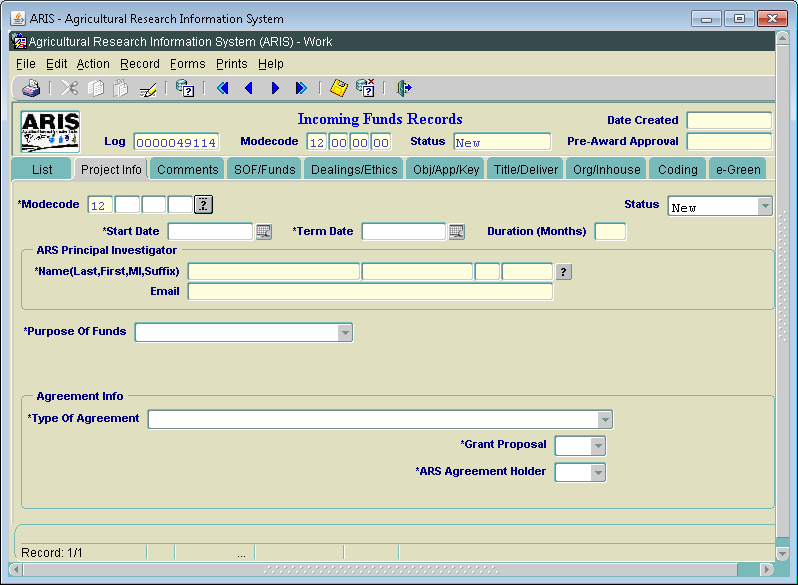 ARIS - Agricultural Research Information System
Agricultural Research Information System (ARIS) - Work
File Edit Action Record Forms Prints Help
ARIS
Incoming Funds Records
Date Created
Log 0000049114 Modecode 12 00 00 00 Status New Pre-Award Approval
List Project Info Comments SOF/Funds Dealings/Ethics Obj/App/Key Title/Deliver Org/Inhouse Coding e-Green
*Modecode 12 ? Status New
*Start Date *Term Date Duration (Months)
ARS Principal Investigator
*Name(Last,First,MI,Suffix) ?
Email
*Purpose Of Funds
Agreement Info
*Type Of Agreement
*Grant Proposal
*ARS Agreement Holder
Record: 1/1 ...